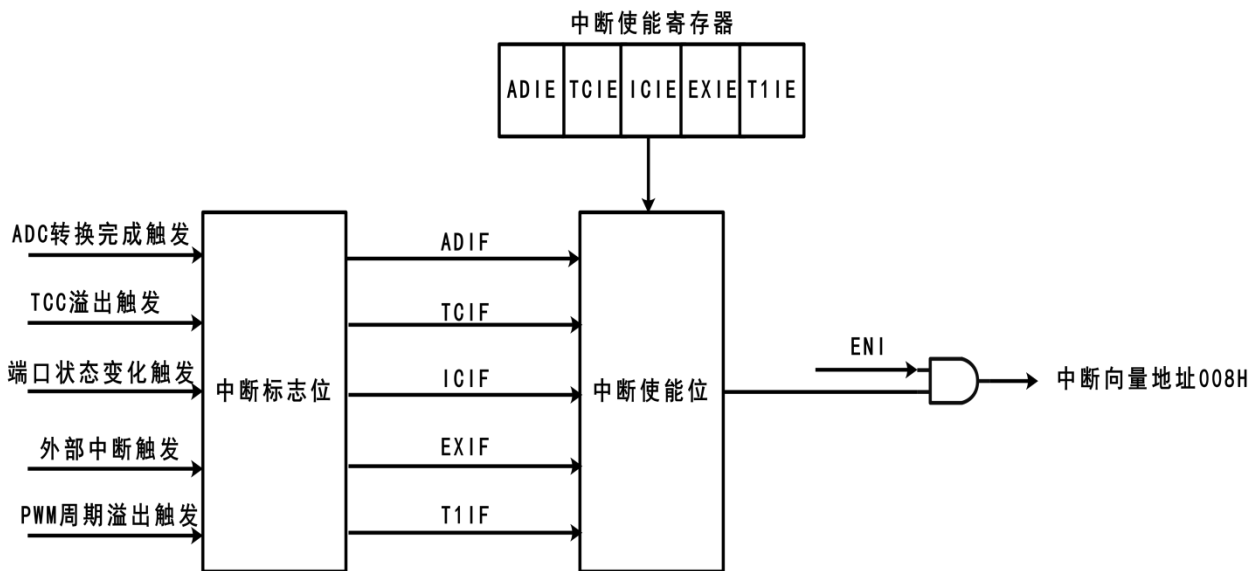 中断使能寄存器
ADIE TCIE ICIE EXIE T1IE
ADC转换完成触发
ADIF
TCC溢出触发
TCIF
端口状态变化触发
中断标志位
ICIF
中断使能位
ENI
中断向量地址008H
外部中断触发
EXIF
PWM周期溢出触发
T1IF